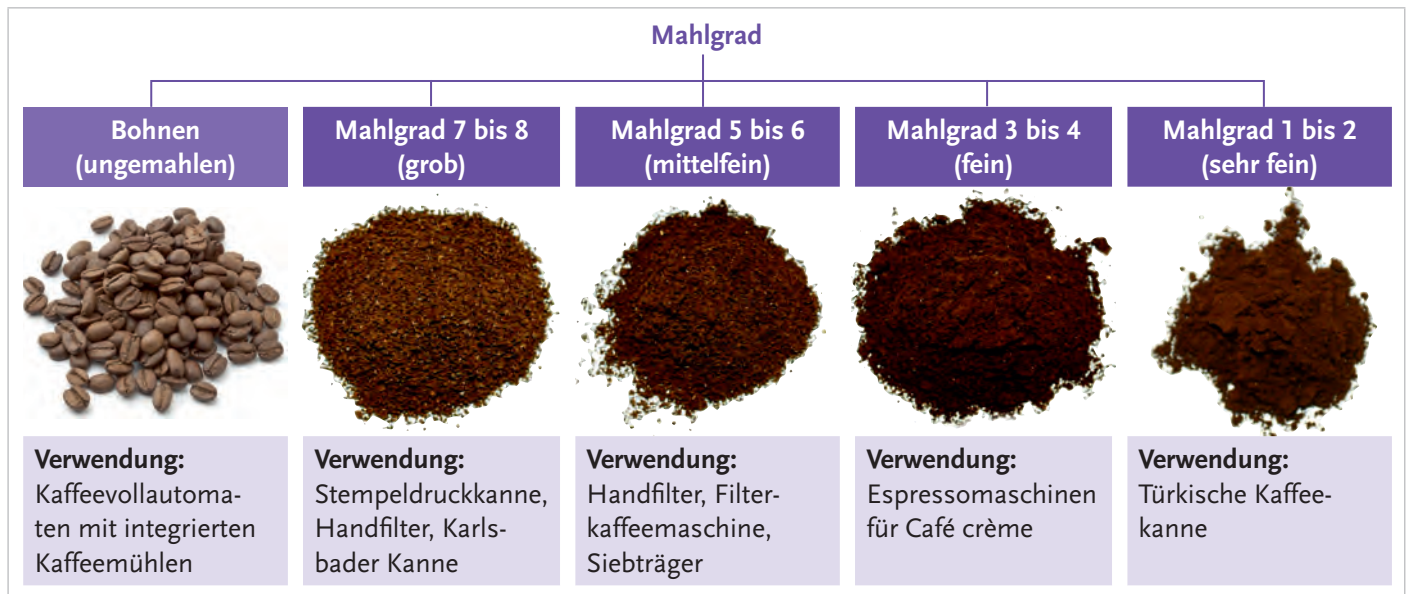 Mahlgrad
Bohnen
(ungemahlen)
Mahlgrad 7 bis 8
(grob)
Mahlgrad 5 bis 6
(mittelfein)
Mahlgrad 3 bis 4
(fein)
Mahlgrad 1 bis 2
(sehr fein)
Verwendung:
Kaffeevollautoma-
ten mit integrierten
Kaffeemühlen
Verwendung:
Stempeldruckkanne,
Handfilter, Karls-
bader Kanne
Verwendung:
Handfilter, Filter-
kaffeemaschine,
Siebträger
Verwendung:
Espressomaschinen
für Café crème
Verwendung:
Türkische Kaffee-
kanne